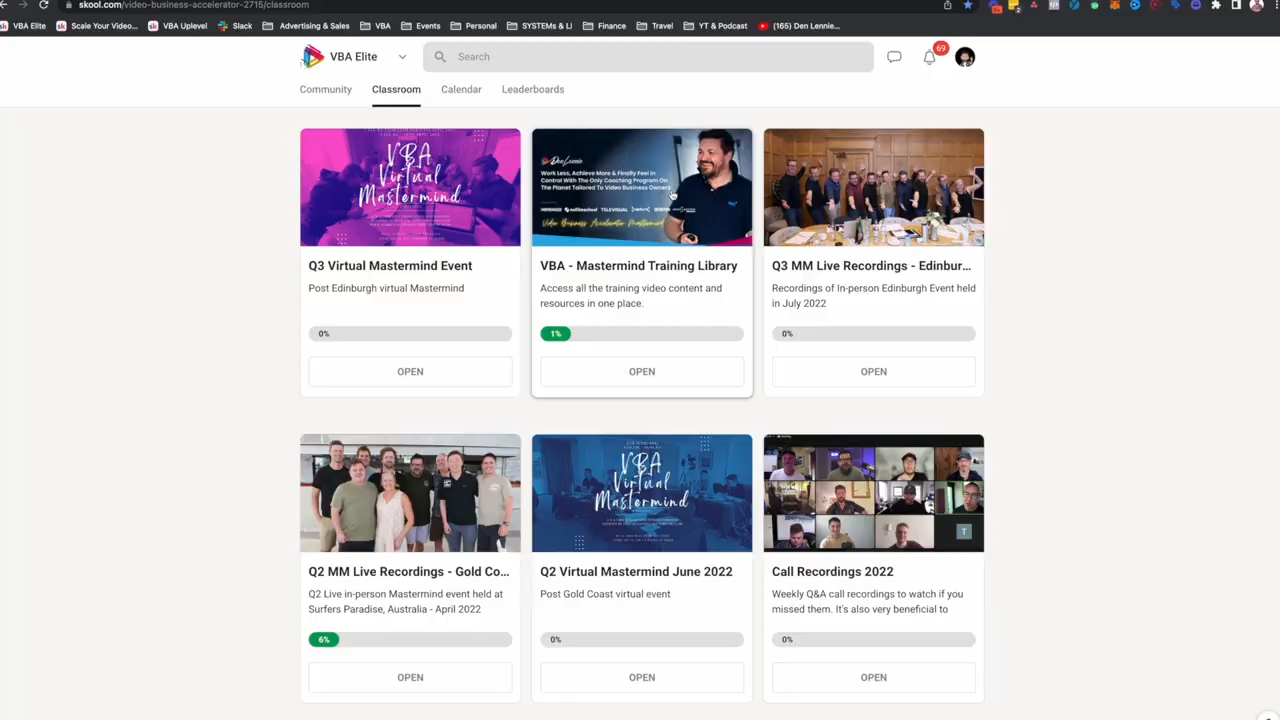 skool.com/video-business-accelerator-2715/classroom
VBA Elite
Scale Your Video...
VBA Uplevel
Slack
Advertising & Sales
VBA
Events
Personal
SYSTEMs & LI
Finance
Travel
YT & Podcast
(165) Den Lennie...
VBA Elite
Search
69
Community
Classroom
Calendar
Leaderboards
VBA
Virtual
Mastermind
Den Lennie
Work Less, Achieve More & Finally Feel In
Control With The Only Coaching Program On
The Planet Tailored To Video Business Owners
TELEVISUAL
Video Business Accelerator Mastermind
Q3 Virtual Mastermind Event
Post Edinburgh virtual Mastermind
0%
OPEN
VBA - Mastermind Training Library
Access all the training video content and
resources in one place.
1%
OPEN
Q3 MM Live Recordings - Edinbur...
Recordings of In-person Edinburgh Event held
in July 2022
0%
OPEN
VBA
Virtual
Mastermind
T
Q2 MM Live Recordings - Gold Co...
Q2 Live in-person Mastermind event held at
Surfers Paradise, Australia - April 2022
6%
OPEN
Q2 Virtual Mastermind June 2022
Post Gold Coast virtual event
0%
OPEN
Call Recordings 2022
Weekly Q&A call recordings to watch if you
missed them. It's also very beneficial to
0%
OPEN